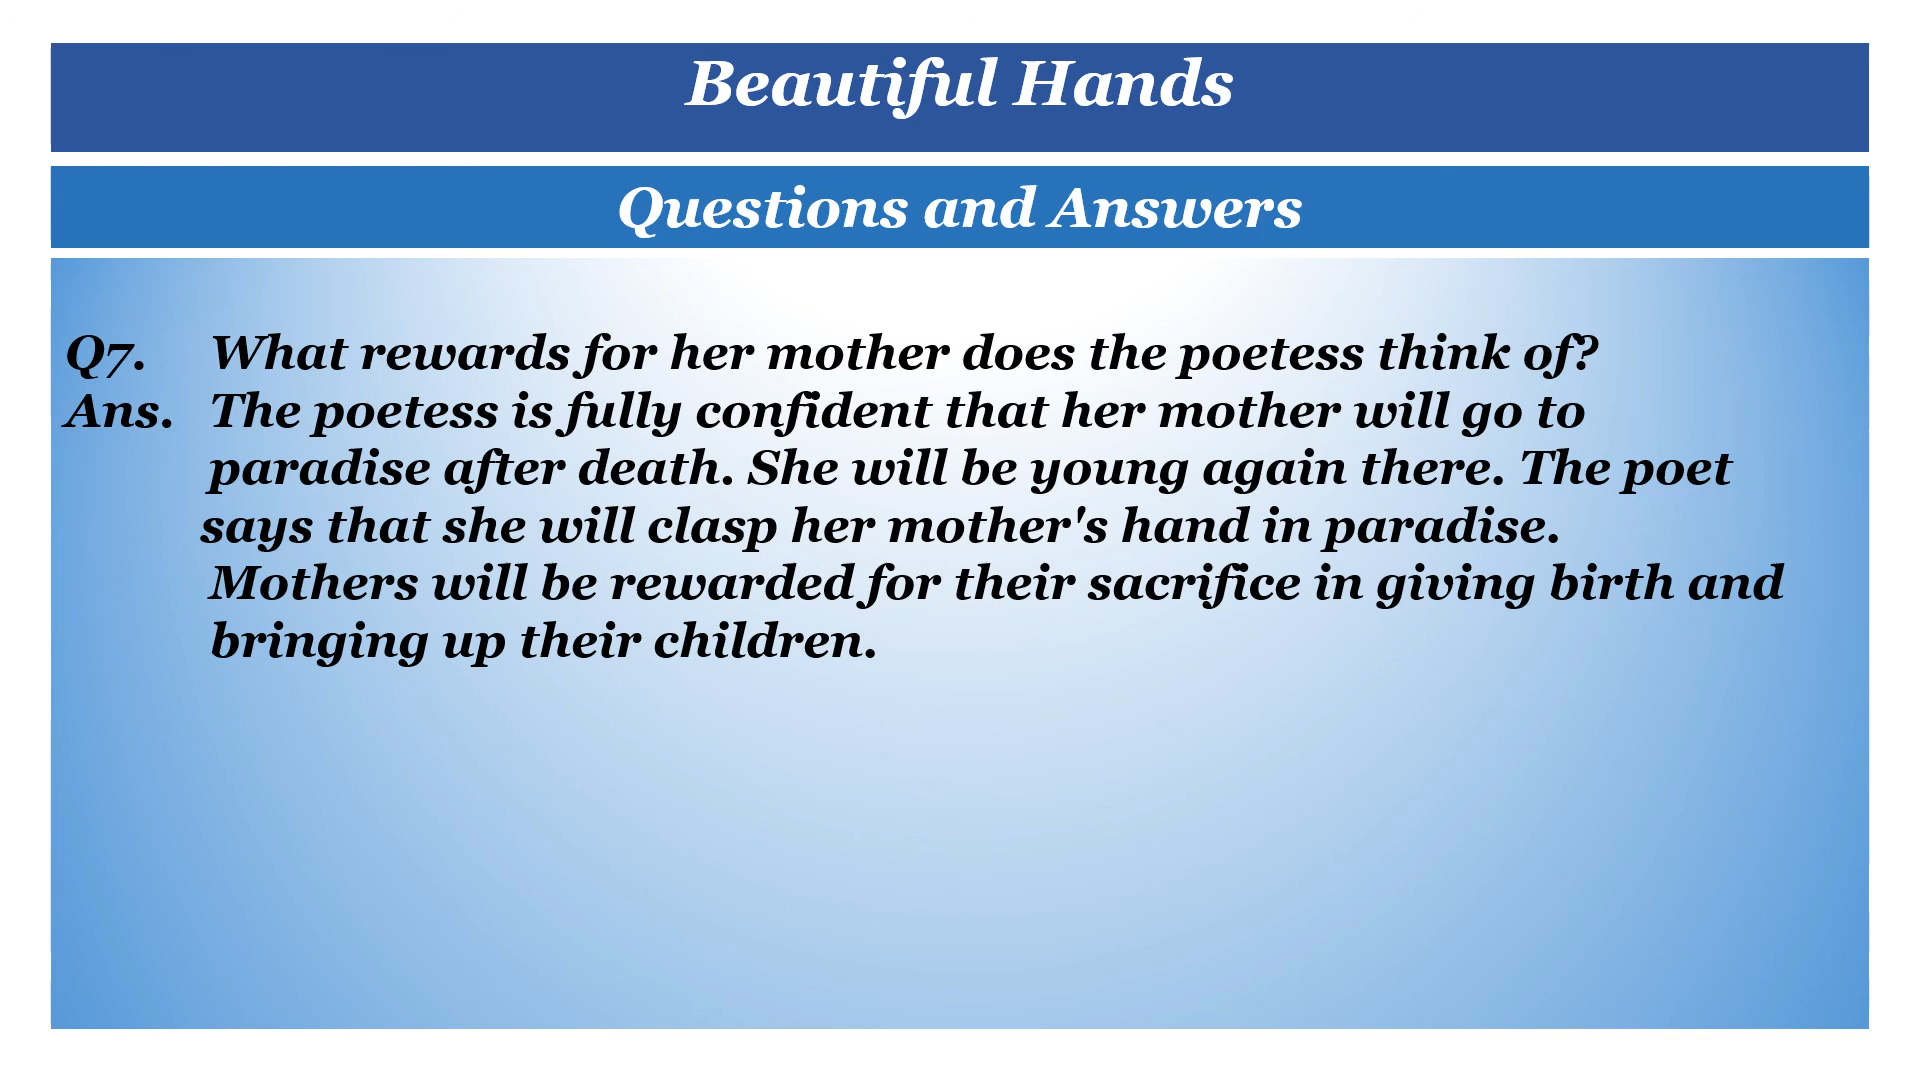 Beautiful Hands
Questions and Answers
Q7. What rewards for her mother does the poetess think of?
Ans. The poetess is fully confident that her mother will go to
paradise after death. She will be young again there. The poet
says that she will clasp her mother's hand in paradise.
Mothers will be rewarded for their sacrifice in giving birth and
bringing up their children.